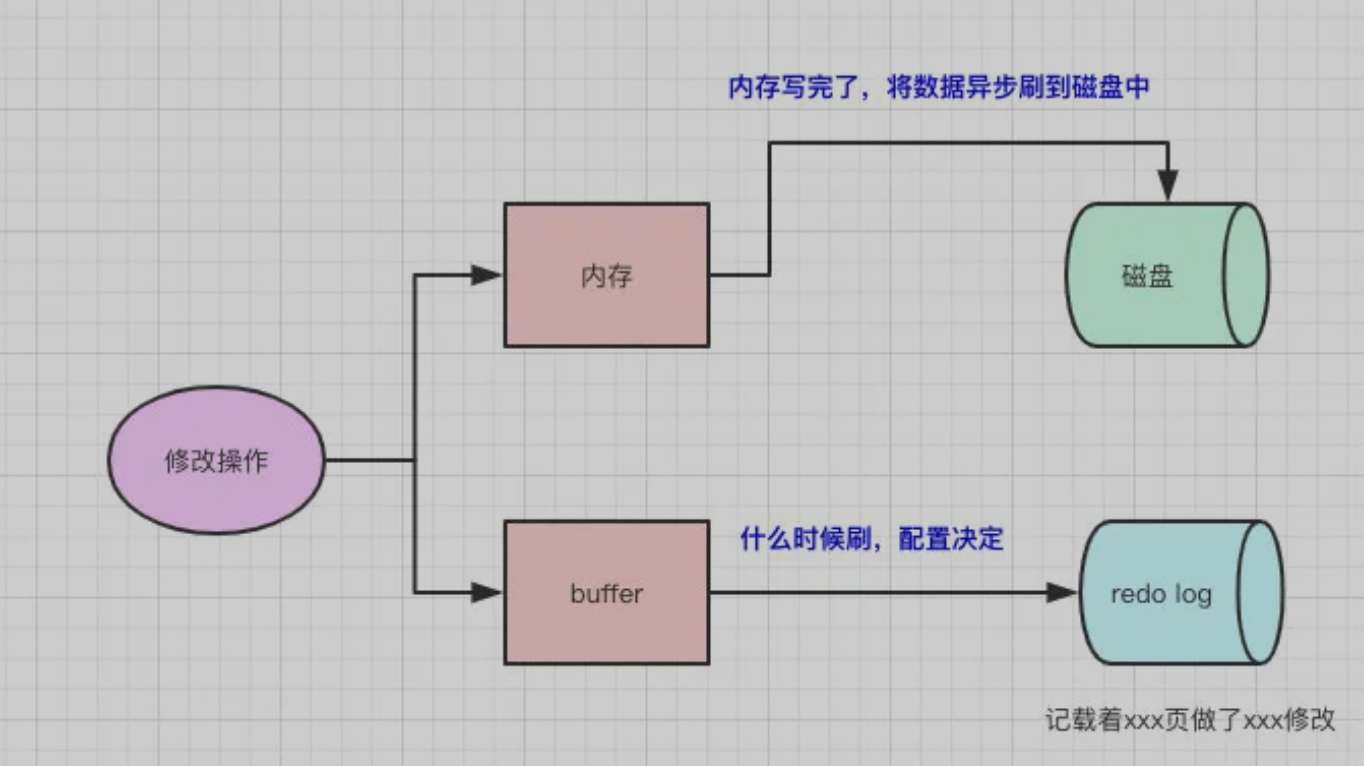 内存写完了，将数据异步刷到磁盘中
内存
磁盘
修改操作
什么时候刷，配置决定
buffer
redo log
记载着xxx页做了xxx修改